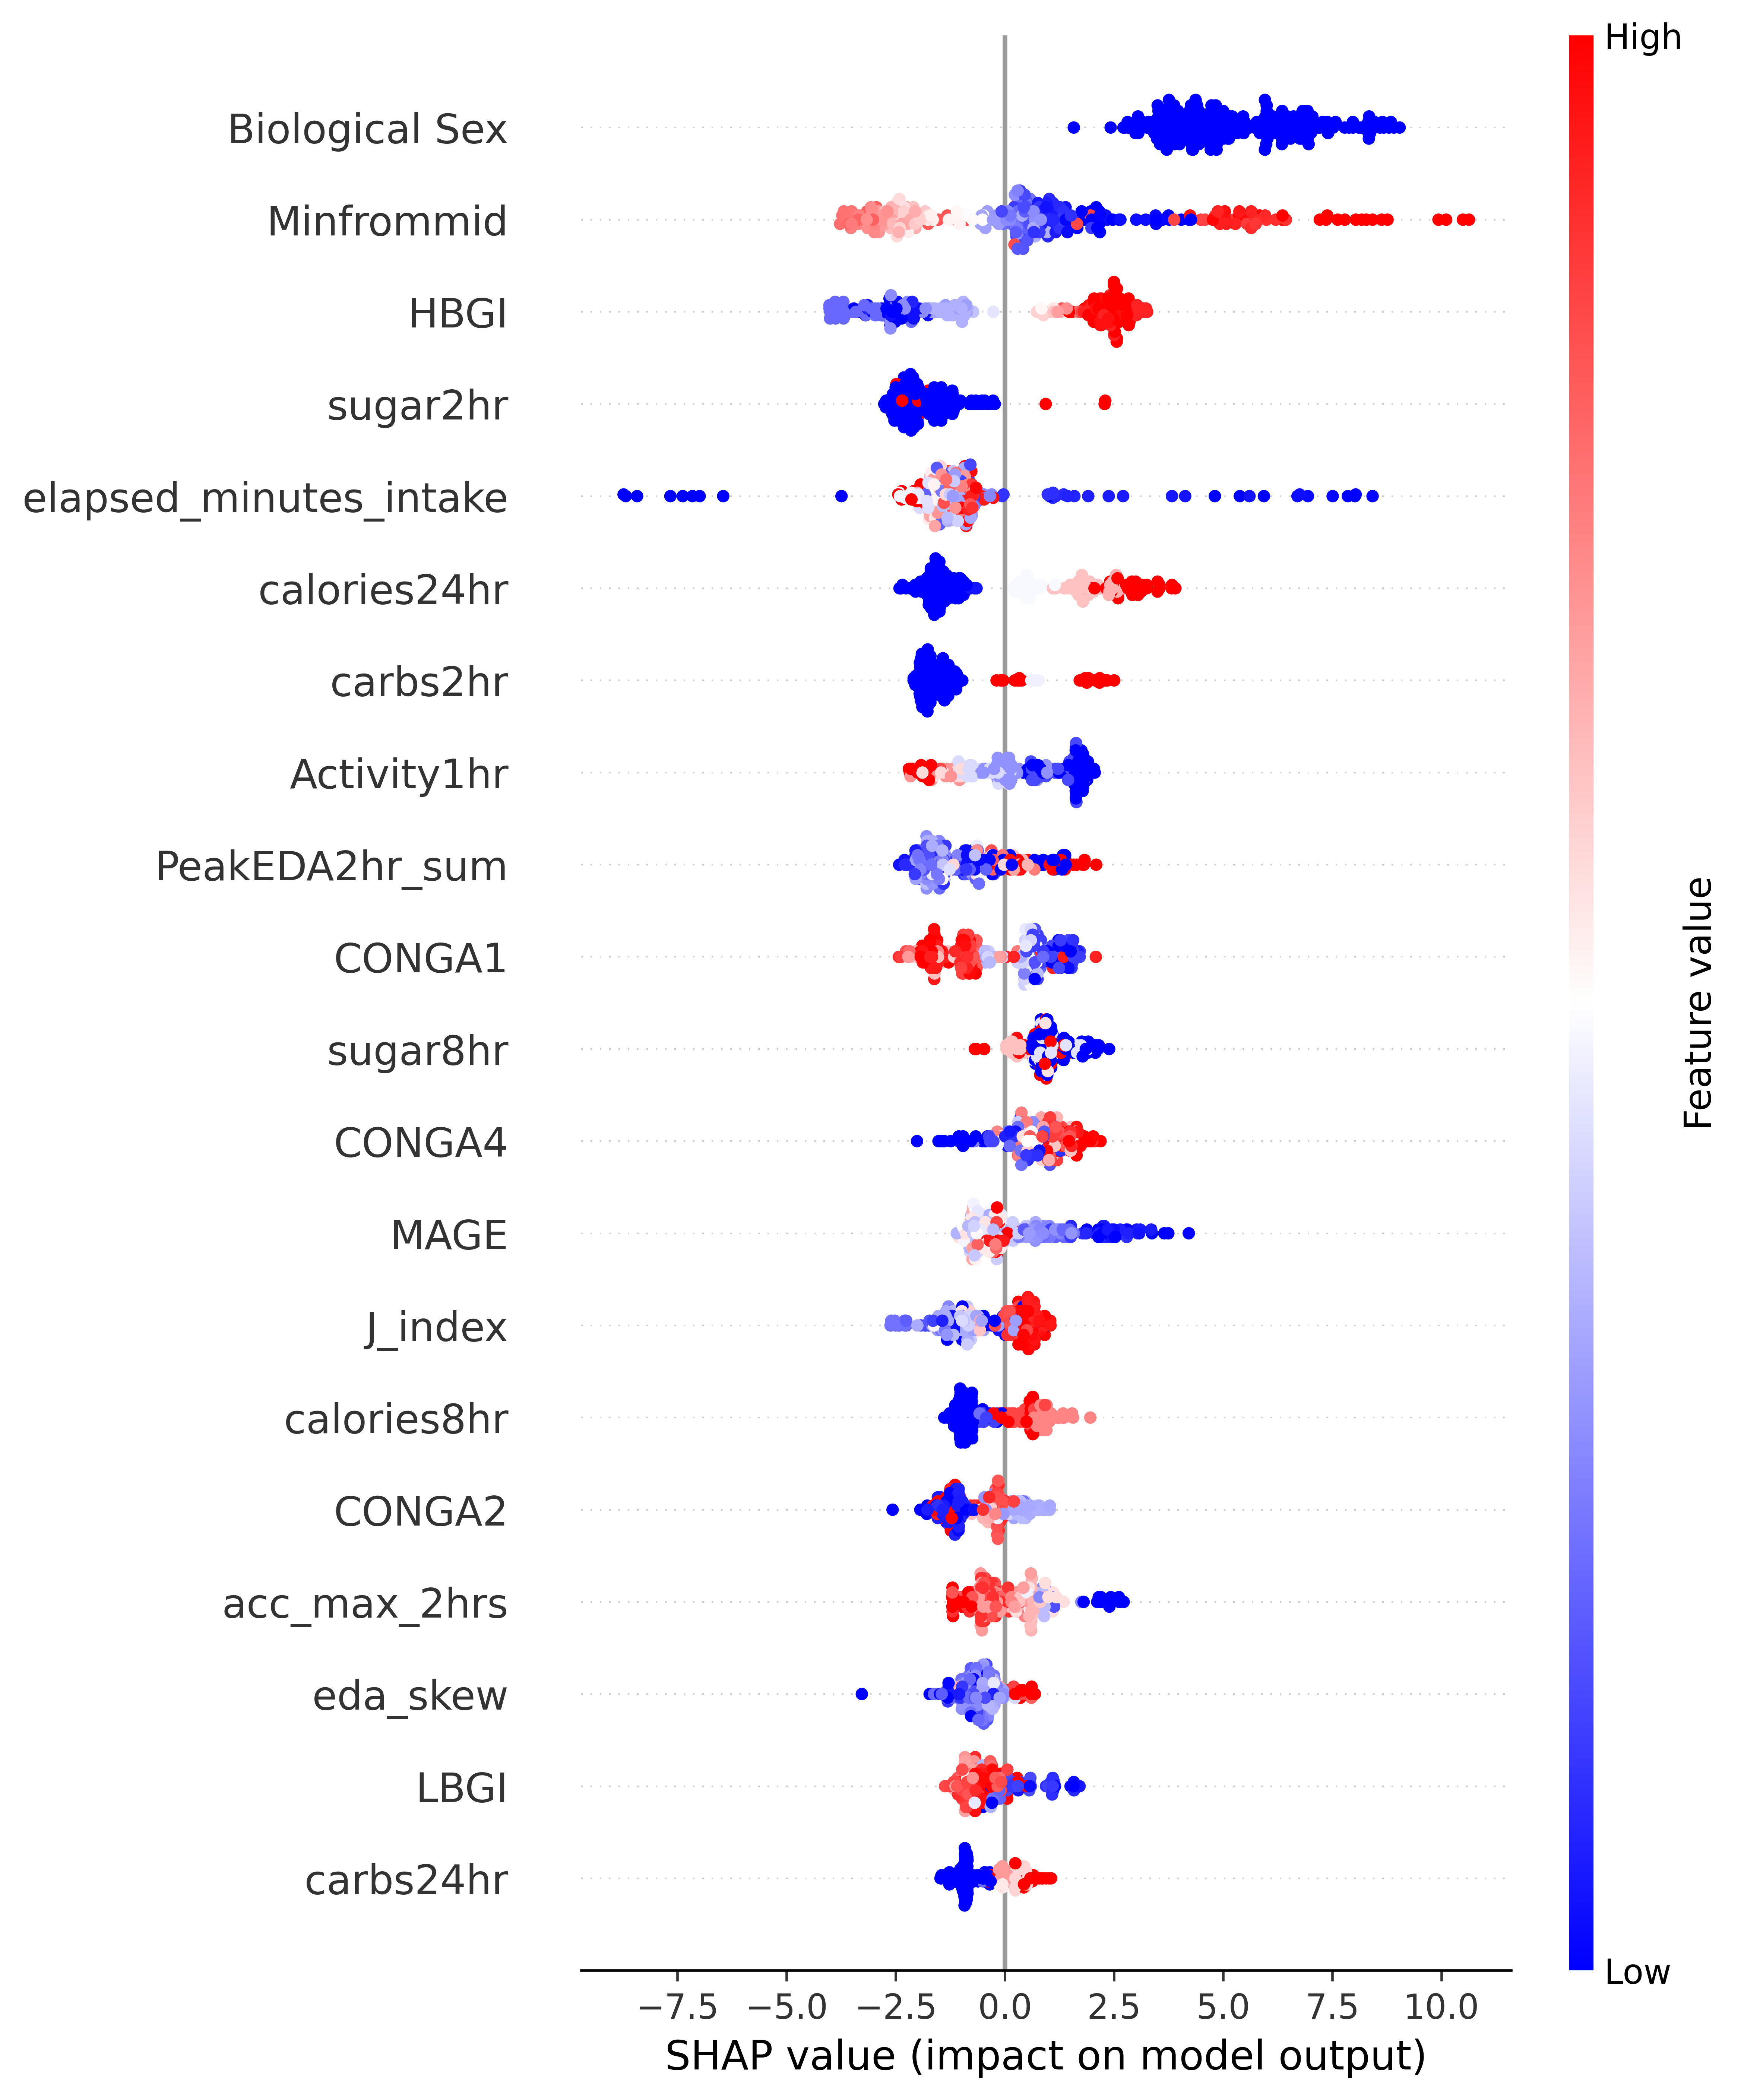 High
Biological Sex
Minfrommid
HBGI
sugar2hr
elapsed_minutes_intake
calories24hr
carbs2hr
Activity1hr
PeakEDA2hr_sum
CONGA1
sugar8hr
CONGA4
MAGE
J_index
calories8hr
CONGA2
acc_max_2hrs
eda_skew
LBGI
carbs24hr
Feature value
Low
−7.5 −5.0 −2.5 0.0 2.5 5.0 7.5 10.0
SHAP value (impact on model output)